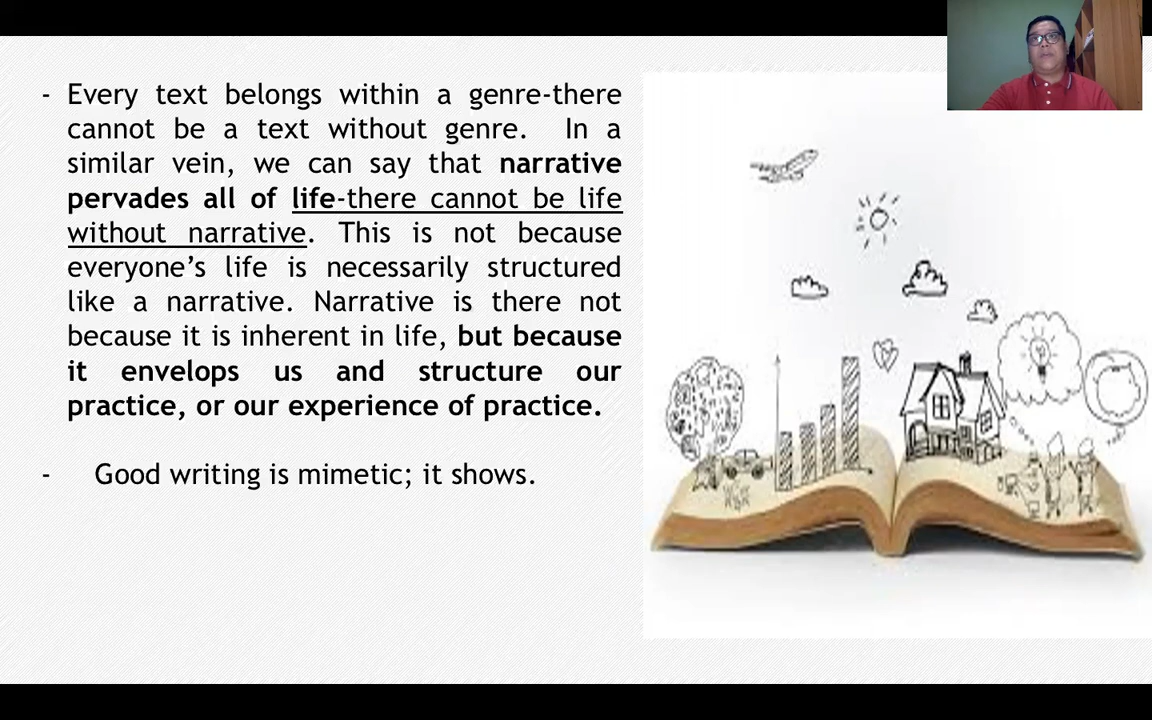 - Every text belongs within a genre-there
cannot be a text without genre. In a
similar vein, we can say that narrative
pervades all of life-there cannot be life
without narrative. This is not because
everyone’s life is necessarily structured
like a narrative. Narrative is there not
because it is inherent in life, but because
it envelops us and structure our
practice, or our experience of practice.
- Good writing is mimetic; it shows.